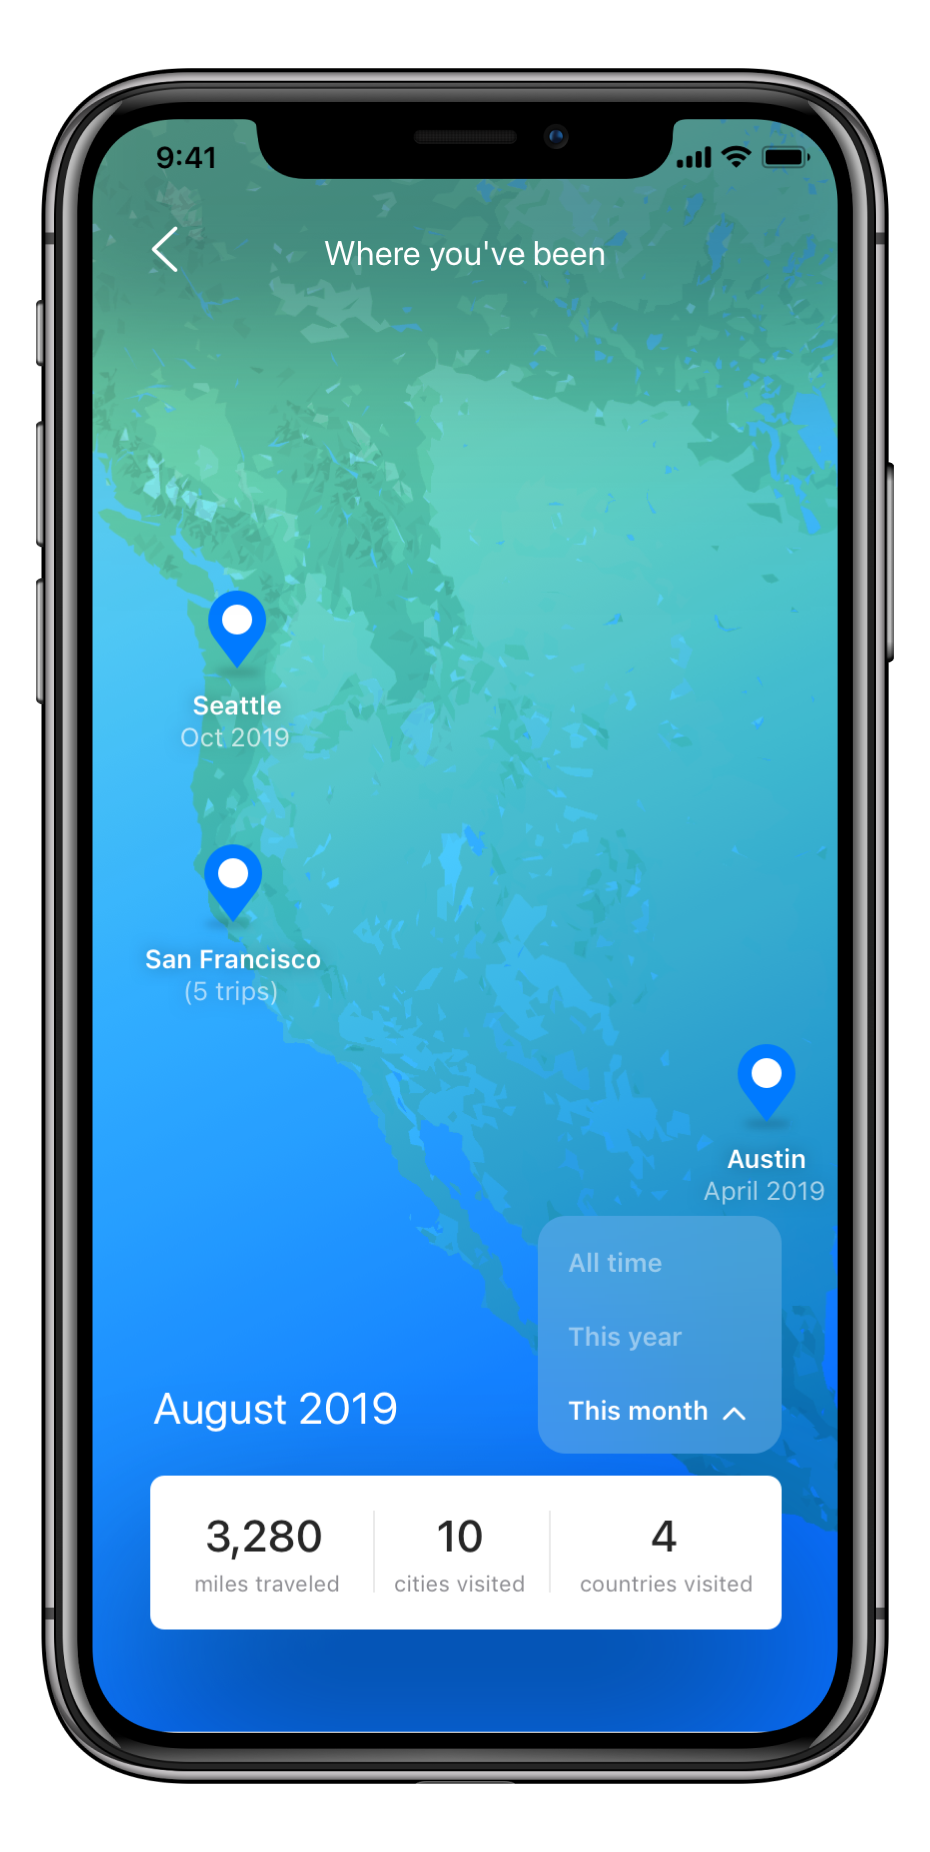 9:41
Where you've been
Seattle
Oct 2019
San Francisco
(5 trips)
Austin
April 2019
All time
This year
This month
August 2019
3,280
miles traveled
10
cities visited
4
countries visited